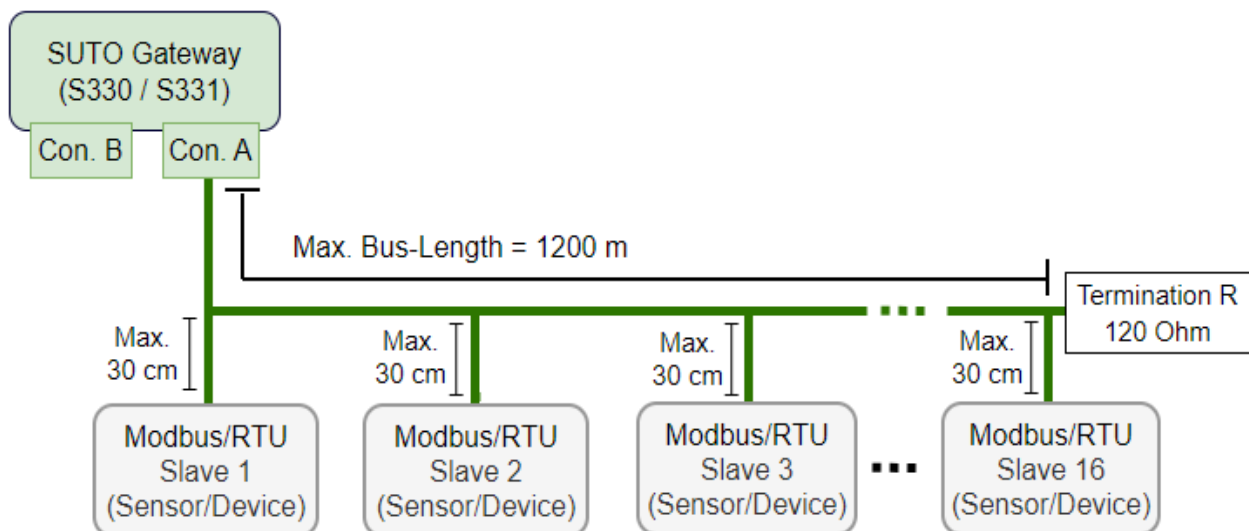 SUTO Gateway
(S330 / S331)
Con. B
Con. A
Max. Bus-Length = 1200 m
Termination R
120 Ohm
Max.
30 cm
Max.
30 cm
Max.
30 cm
Max.
30 cm
Modbus/RTU
Slave 1
(Sensor/Device)
Modbus/RTU
Slave 2
(Sensor/Device)
Modbus/RTU
Slave 3
(Sensor/Device)
Modbus/RTU
Slave 16
(Sensor/Device)